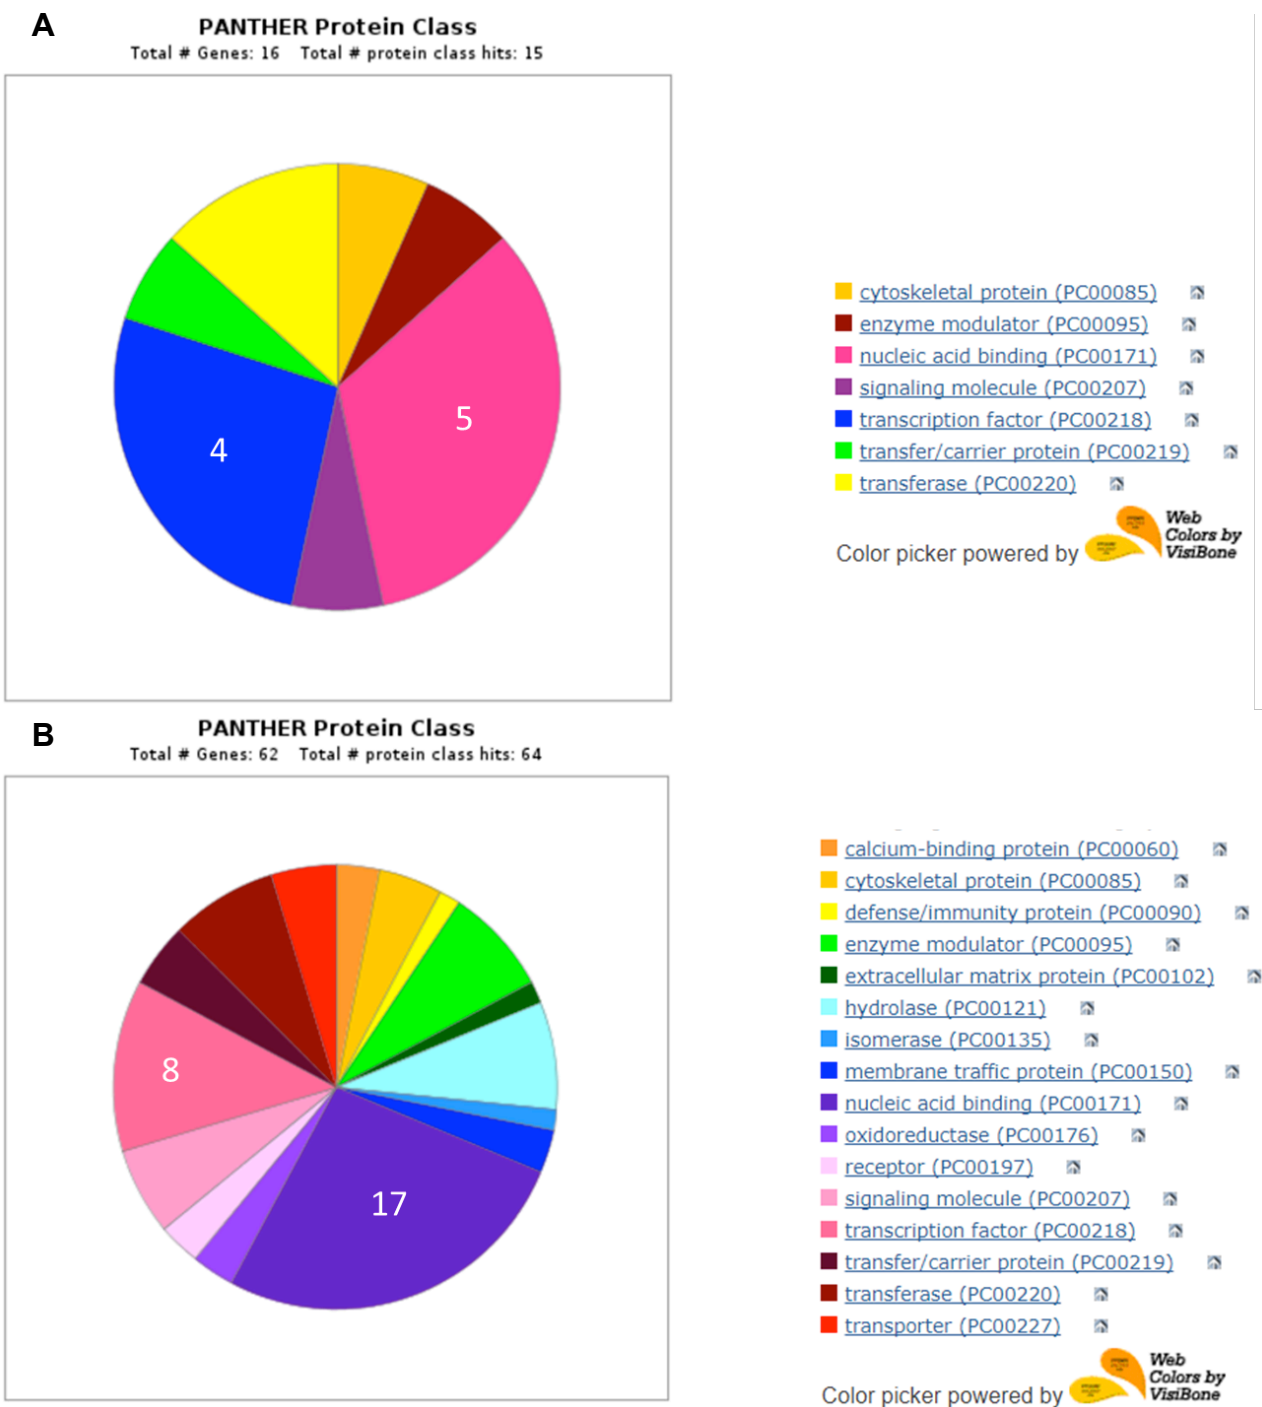 A
PANTHER Protein Class
Total # Genes: 16 Total # protein class hits: 15
4
5
cytoskeletal protein (PC00085)
enzyme modulator (PC00095)
nucleic acid binding (PC00171)
signaling molecule (PC00207)
transcription factor (PC00218)
transfer/carrier protein (PC00219)
transferase (PC00220)
Color picker powered by
Web
Colors by
VisiBone
B
PANTHER Protein Class
Total # Genes: 62 Total # protein class hits: 64
8
17
calcium-binding protein (PC00060)
cytoskeletal protein (PC00085)
defense/immunity protein (PC00090)
enzyme modulator (PC00095)
extracellular matrix protein (PC00102)
hydrolase (PC00121)
isomerase (PC00135)
membrane traffic protein (PC00150)
nucleic acid binding (PC00171)
oxidoreductase (PC00176)
receptor (PC00197)
signaling molecule (PC00207)
transcription factor (PC00218)
transfer/carrier protein (PC00219)
transferase (PC00220)
transporter (PC00227)
Color picker powered by
Web
Colors by
VisiBone